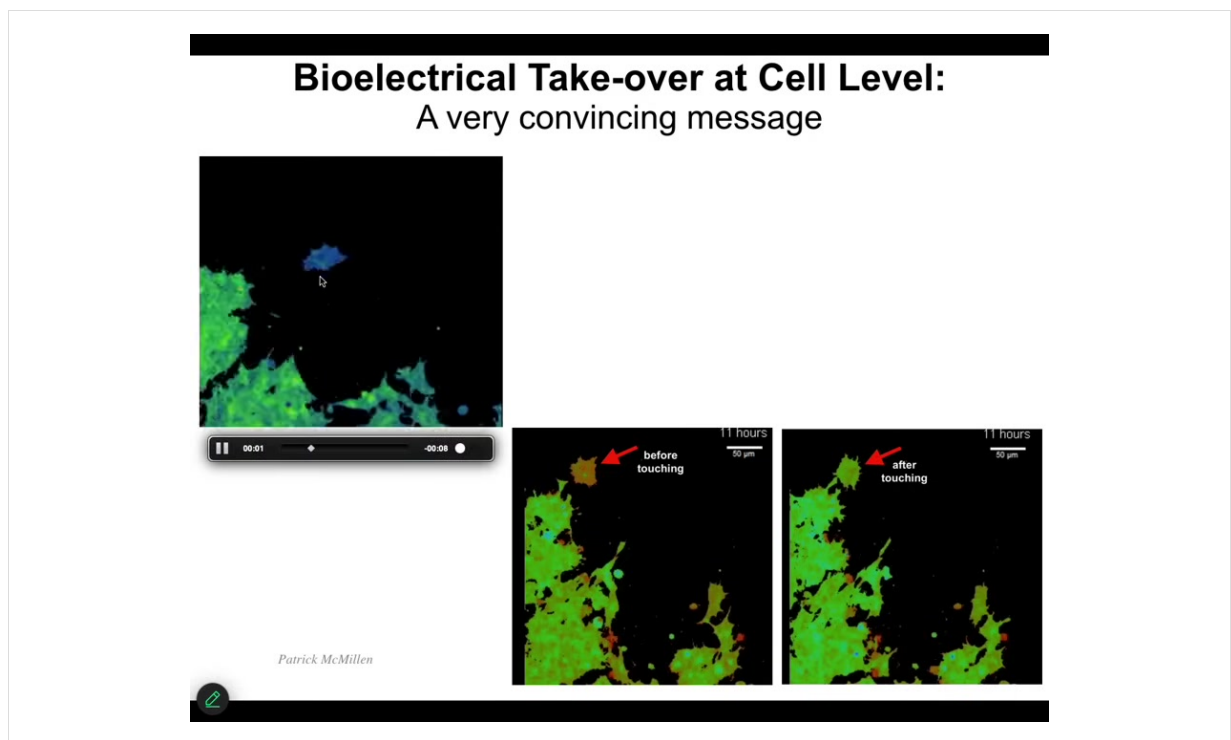 Bioelectrical Take-over at Cell Level:
A very convincing message
00:01
-00:08
11 hours
50 µm
before
touching
11 hours
50 µm
after
touching
Patrick McMillen